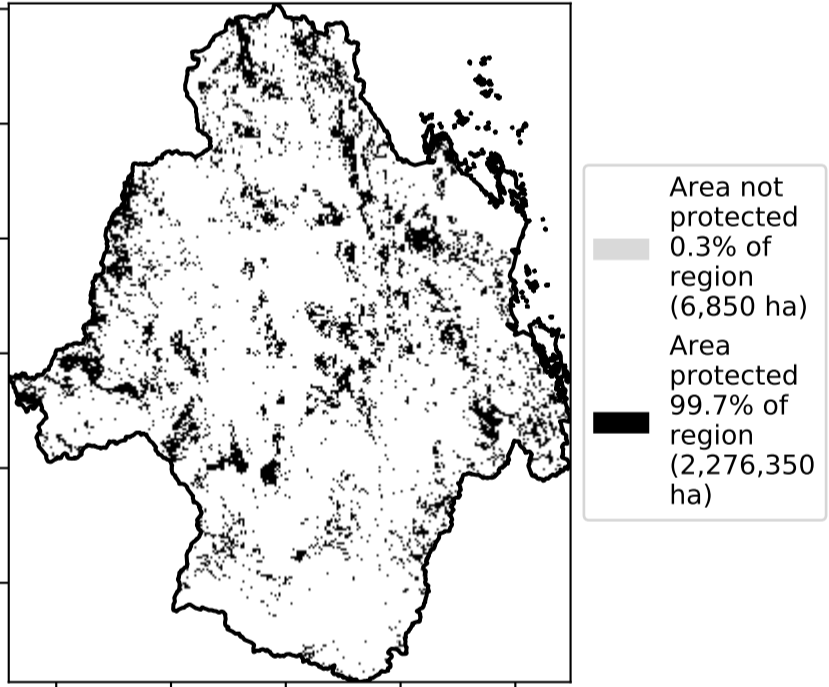 Area not
protected
0.3% of
region
(6,850 ha)
Area
protected
99.7% of
region
(2,276,350
ha)